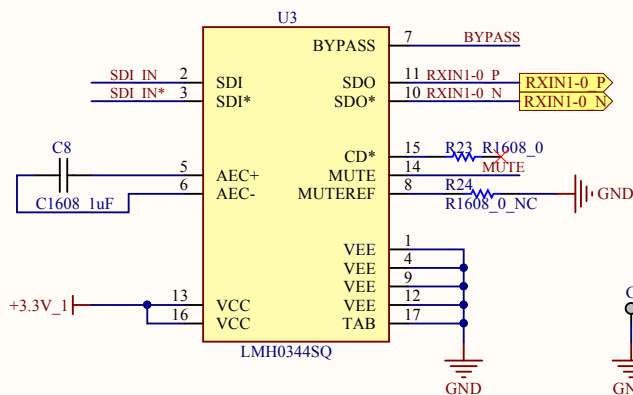 U3
BYPASS 7 BYPASS
SDI_IN 2 SDI SDO 11 RXIN1-0_P RXIN1-0_P
SDI_IN* 3 SDI* SDO* 10 RXIN1-0_N RXIN1-0_N
C8
CD* 15 R23 R1608_0
5 AEC+ MUTE 14 MUTE
6 AEC- MUTEREF 8 R24 GND
C1608_1uF R1608_0_NC
VEE 1
VEE 4
VEE 9
+3.3V_1 13 VCC VEE 12
16 VCC TAB 17
LMH0344SQ
GND